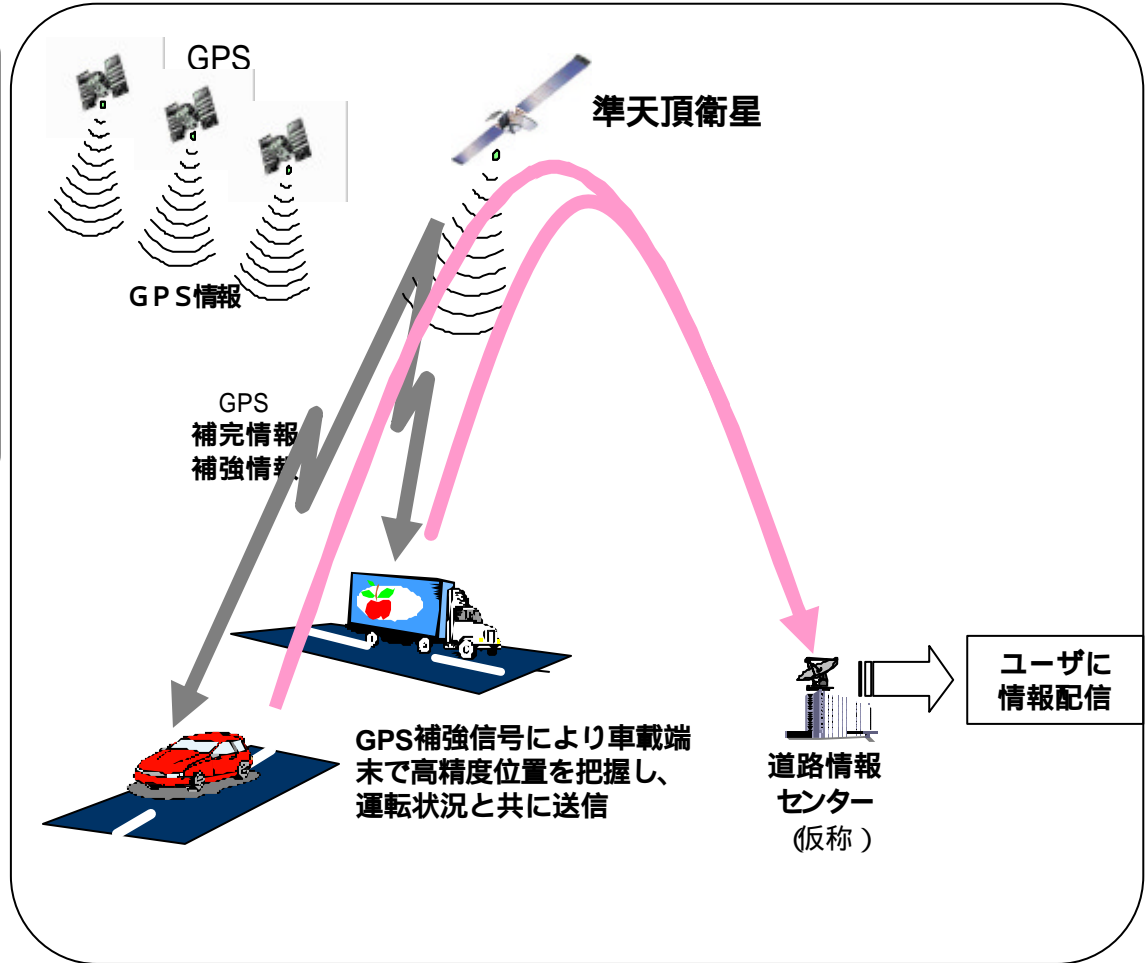 GPS
準天頂衛星
GPS情報
GPS
補完情報
補強情報
GPS補強信号により車載端
末で高精度位置を把握し、
運転状況と共に送信
道路情報
センター
(仮称)
ユーザに
情報配信